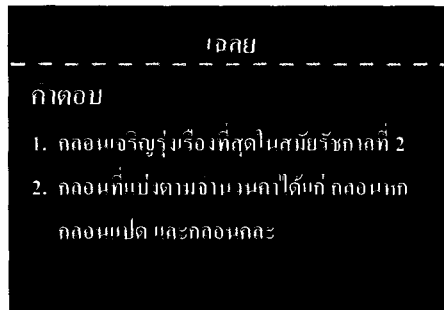 เฉลย
คำตอบ
1. กลอนเจริญรุ่งเรืองที่สุดในสมัยรัชกาลที่ 2
2. กลอนที่แบ่งตามจำนวนคำได้แก่ กลอนหก
กลอนแปด และกลอนคละ